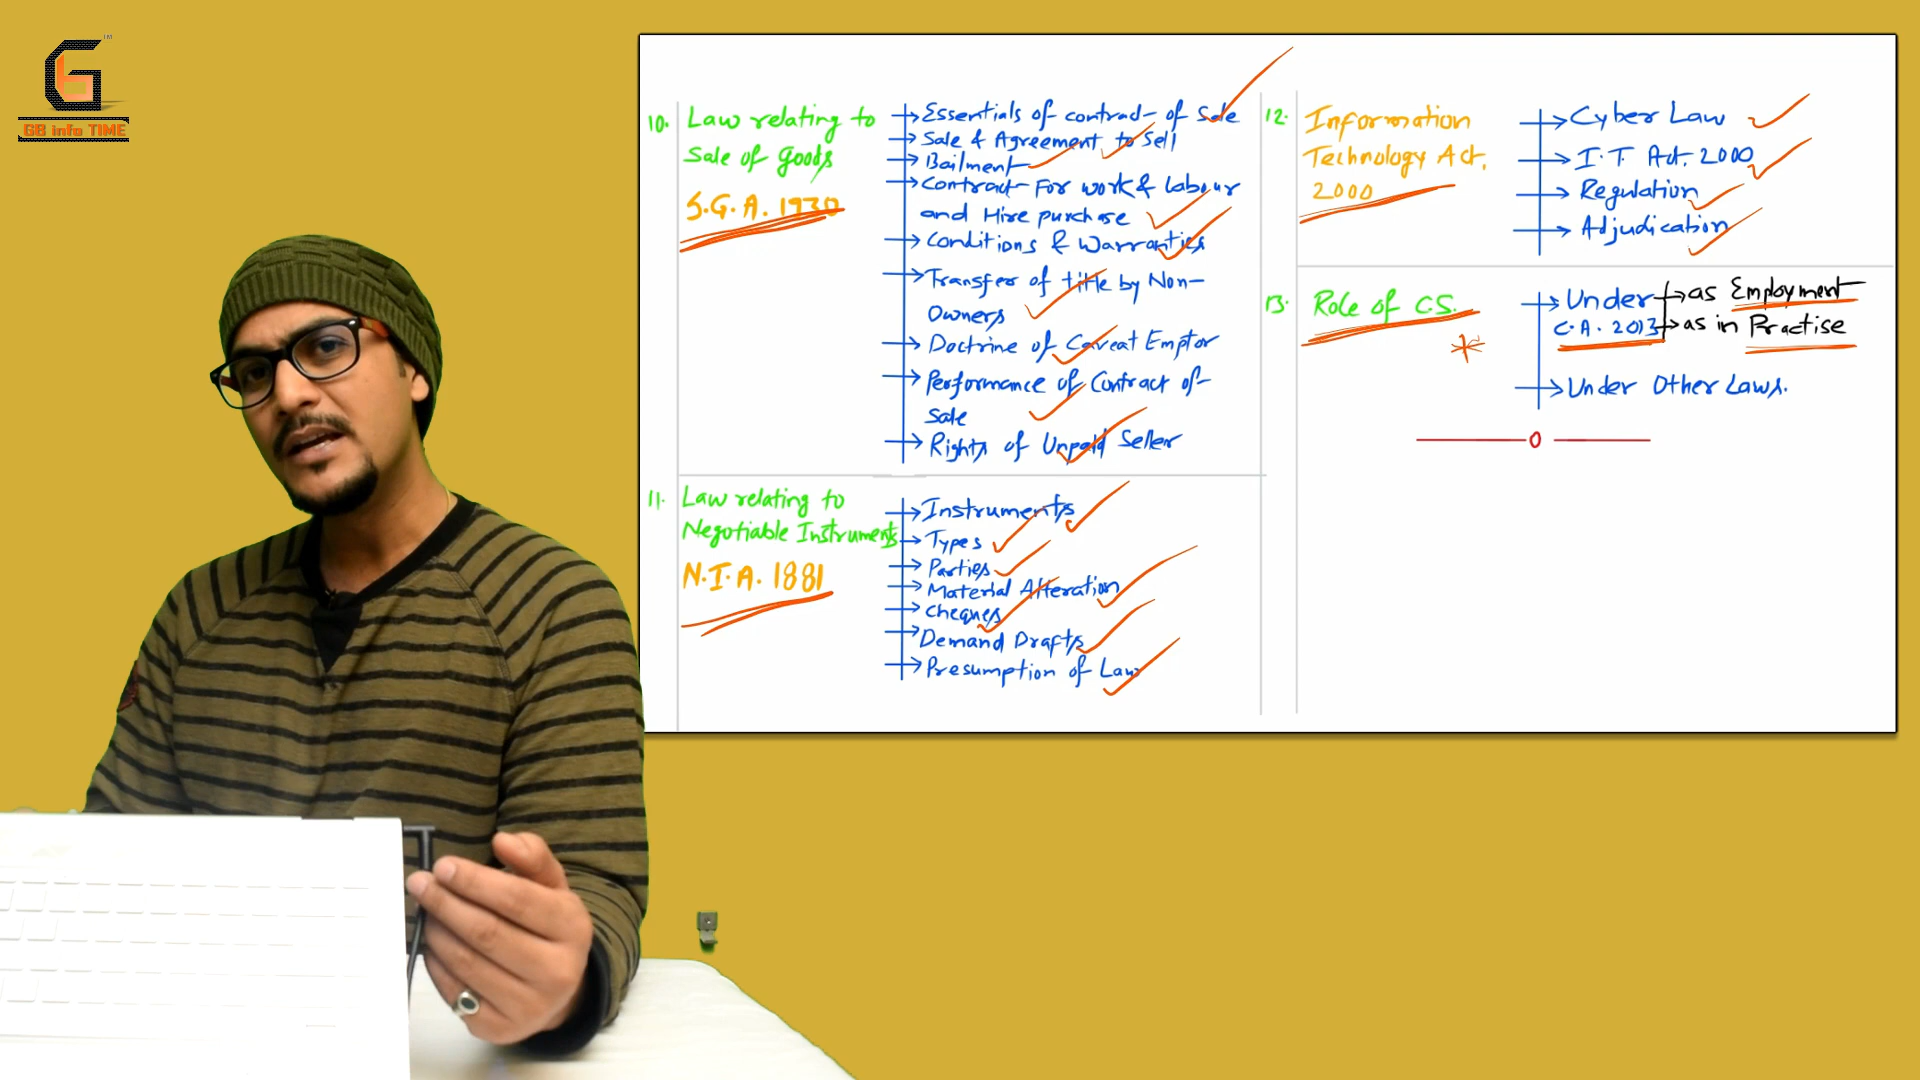 TM
GB info TIME
10. Law relating to
Sale of Goods
S.G.A. 1930
Essentials of contract of Sale
Sale & Agreement to Sell
Bailment
Contract For work & Labour
and Hire purchase
Conditions & Warranties
Transfer of title by Non-
Owners
Doctrine of Caveat Emptor
Performance of Contract of
Sale
Rights of Unpaid Seller
11. Law relating to
Negotiable Instruments
N.I.A. 1881
Instruments
Types
Parties
Material Alteration
Cheques
Demand Drafts
Presumption of Law
12. Information
Technology Act,
2000
Cyber Law
I.T. Act, 2000
Regulation
Adjudication
13. Role of C.S.
Under
C.A. 2013
as Employment
as in Practise
Under Other Laws.